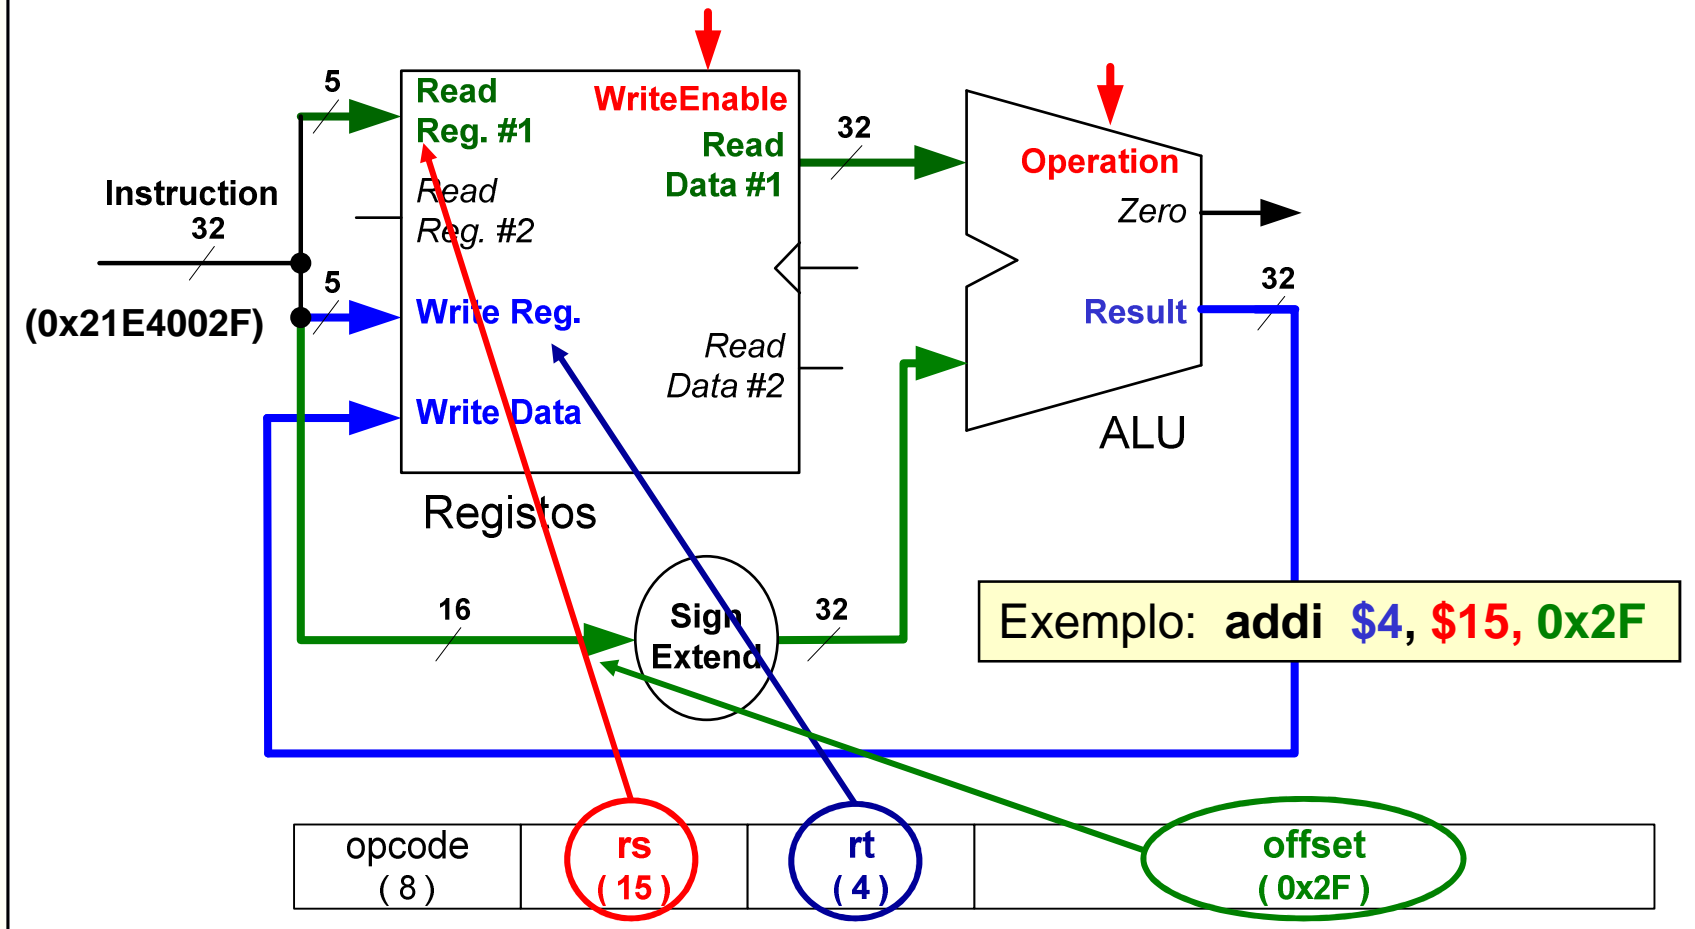 5
Read
Reg. #1
WriteEnable
Read
Data #1
32
Operation
Instruction
32
Read
Reg. #2
Zero
(0x21E4002F)
5
Write Reg.
32
Result
Read
Data #2
Write Data
ALU
Registos
16
Sign
Extend
32
Exemplo: addi $4, $15, 0x2F
opcode
( 8 )
rs
( 15 )
rt
( 4 )
offset
( 0x2F )